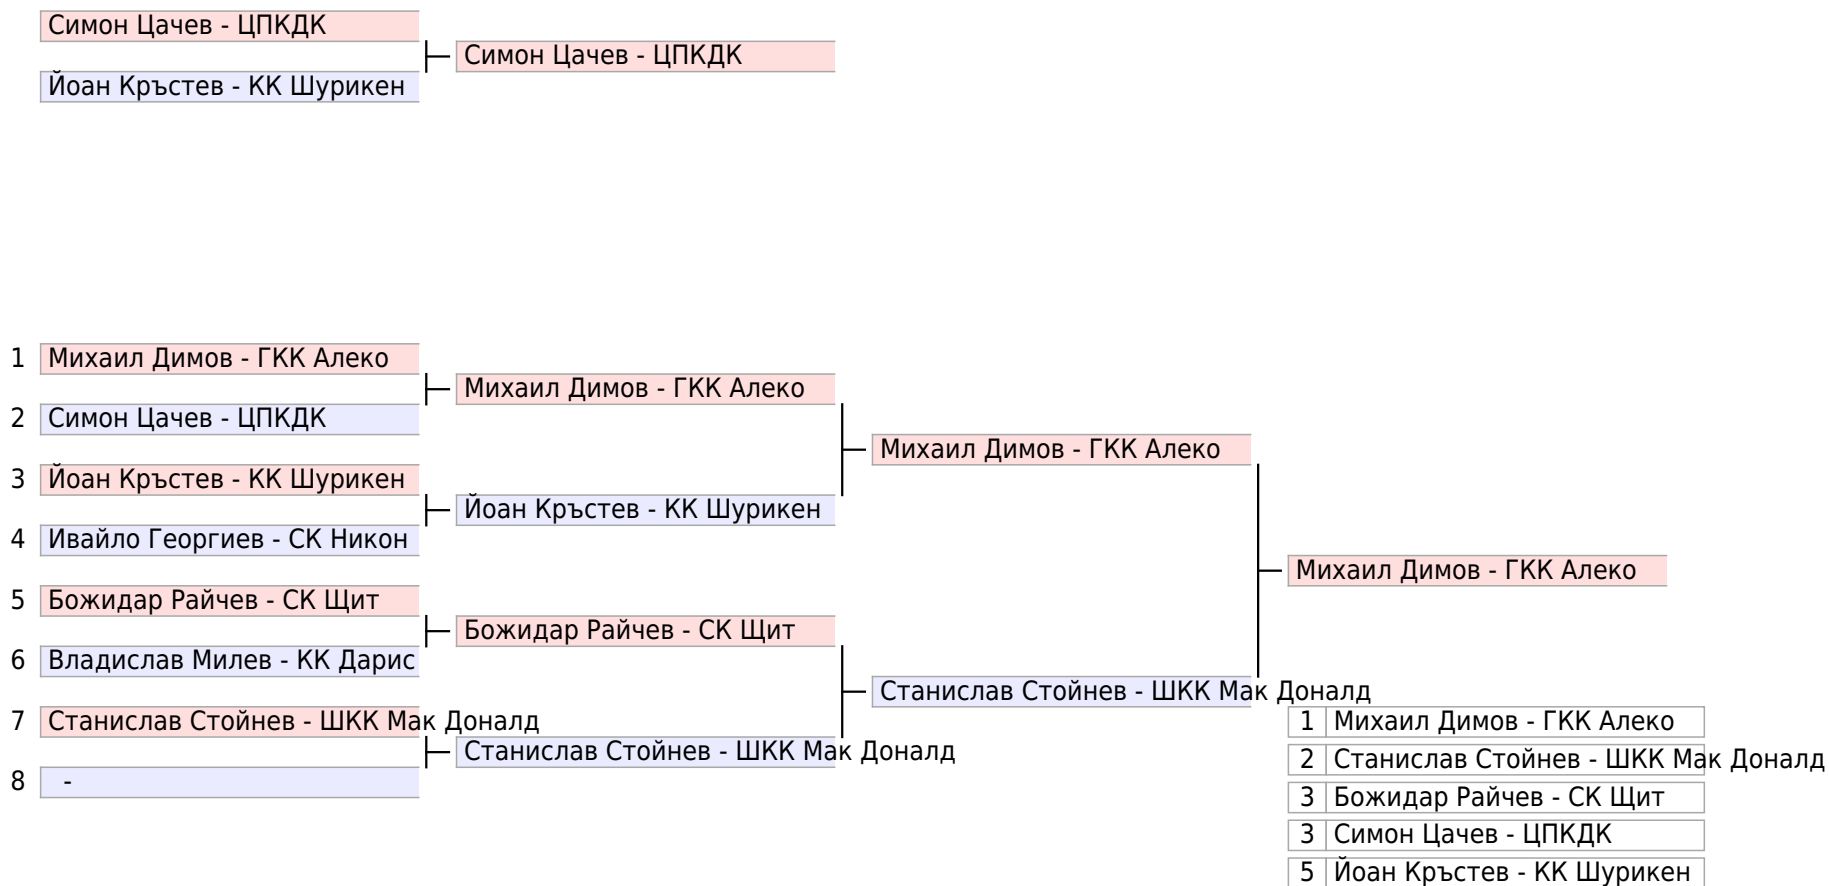 Симон Цачев - ЦПКДК
Симон Цачев - ЦПКДК
Йоан Кръстев - КК Шурикен
1 Михаил Димов - ГКК Алеко
Михаил Димов - ГКК Алеко
2 Симон Цачев - ЦПКДК
Михаил Димов - ГКК Алеко
3 Йоан Кръстев - КК Шурикен
Йоан Кръстев - КК Шурикен
4 Ивайло Георгиев - СК Никон
Михаил Димов - ГКК Алеко
5 Божидар Райчев - СК Щит
Божидар Райчев - СК Щит
6 Владислав Милев - КК Дарис
Станислав Стойнев - ШКК Мак Доналд
7 Станислав Стойнев - ШКК Мак Доналд
Станислав Стойнев - ШКК Мак Доналд
8 -
1 Михаил Димов - ГКК Алеко
2 Станислав Стойнев - ШКК Мак Доналд
3 Божидар Райчев - СК Щит
3 Симон Цачев - ЦПКДК
5 Йоан Кръстев - КК Шурикен